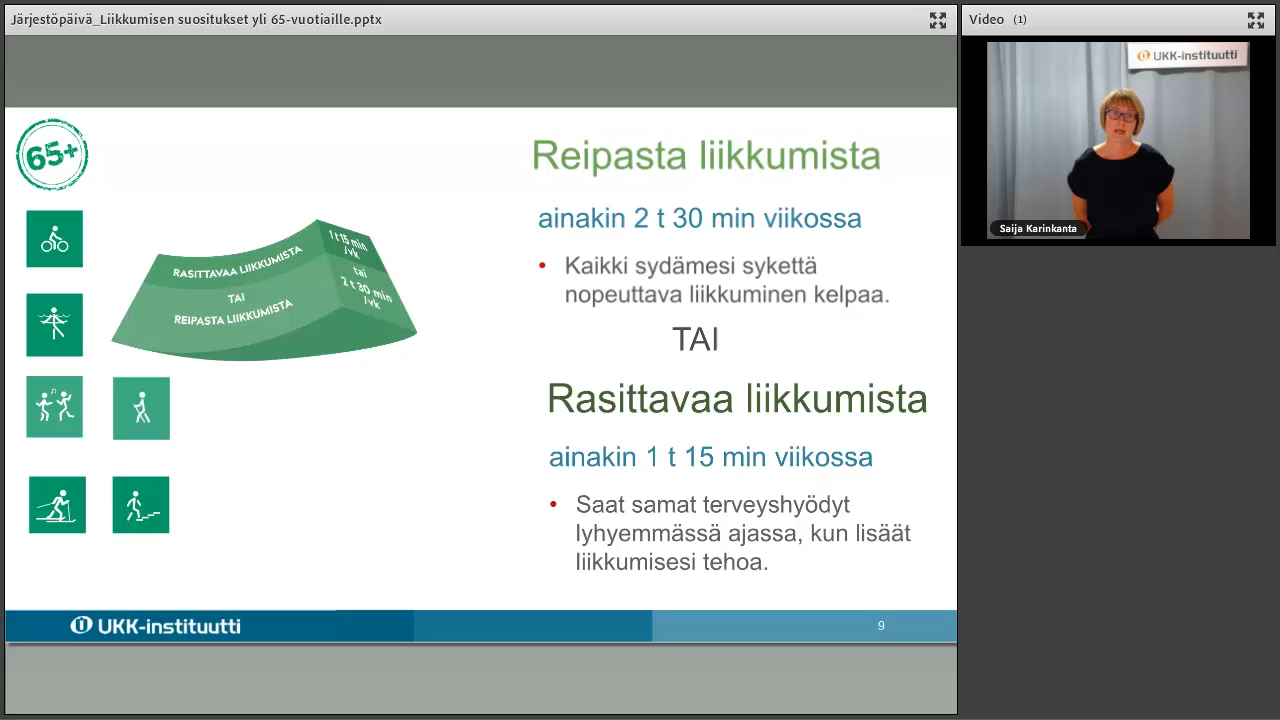 Järjestöpäivä_Liikkumisen suositukset yli 65-vuotiaille.pptx
Video (1)
UKK-instituutti
Saija Karinkanta
65+
Reipasta liikkumista
ainakin 2 t 30 min viikossa
• Kaikki sydämesi sykettä
nopeuttava liikkuminen kelpaa.
TAI
Rasittavaa liikkumista
ainakin 1 t 15 min viikossa
• Saat samat terveyshyödyt
lyhyemmässä ajassa, kun lisäät
liikkumisesi tehoa.
RASITTAVAA LIIKKUMISTA
TAI
REIPASTA LIIKKUMISTA
1 t 15 min
/vk
tai
2 t 30 min
/vk
UKK-instituutti
9